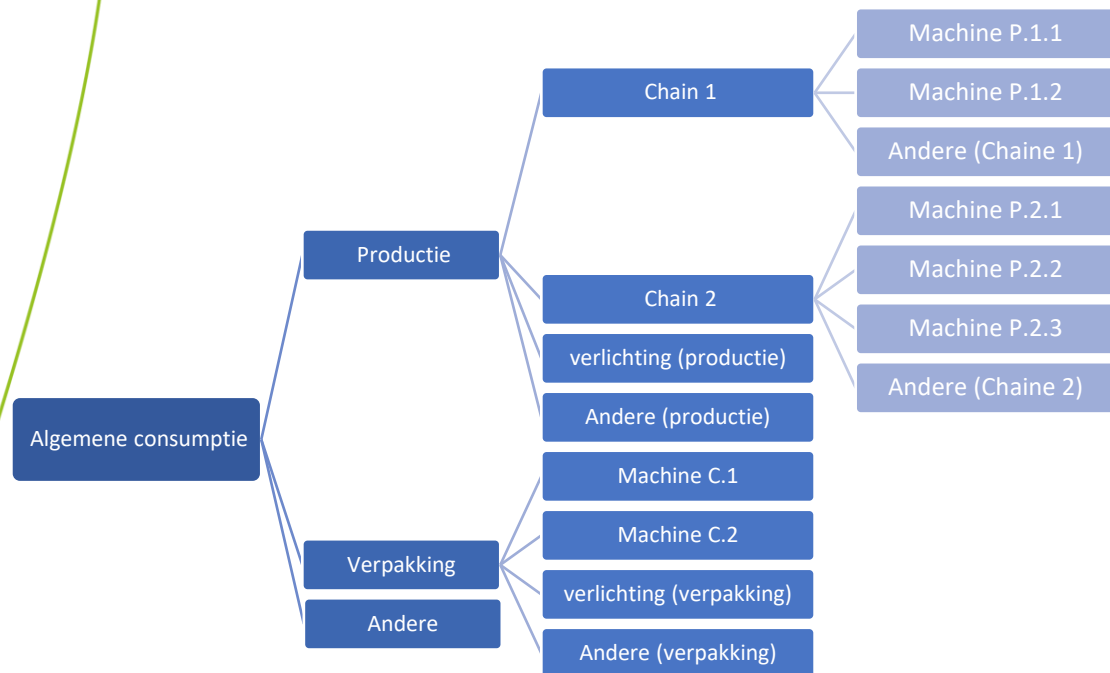 Machine P.1.1
Chain 1
Machine P.1.2
Andere (Chaine 1)
Machine P.2.1
Productie
Machine P.2.2
Chain 2
Machine P.2.3
verlichting (productie)
Andere (Chaine 2)
Andere (productie)
Algemene consumptie
Machine C.1
Machine C.2
Verpakking
verlichting (verpakking)
Andere
Andere (verpakking)